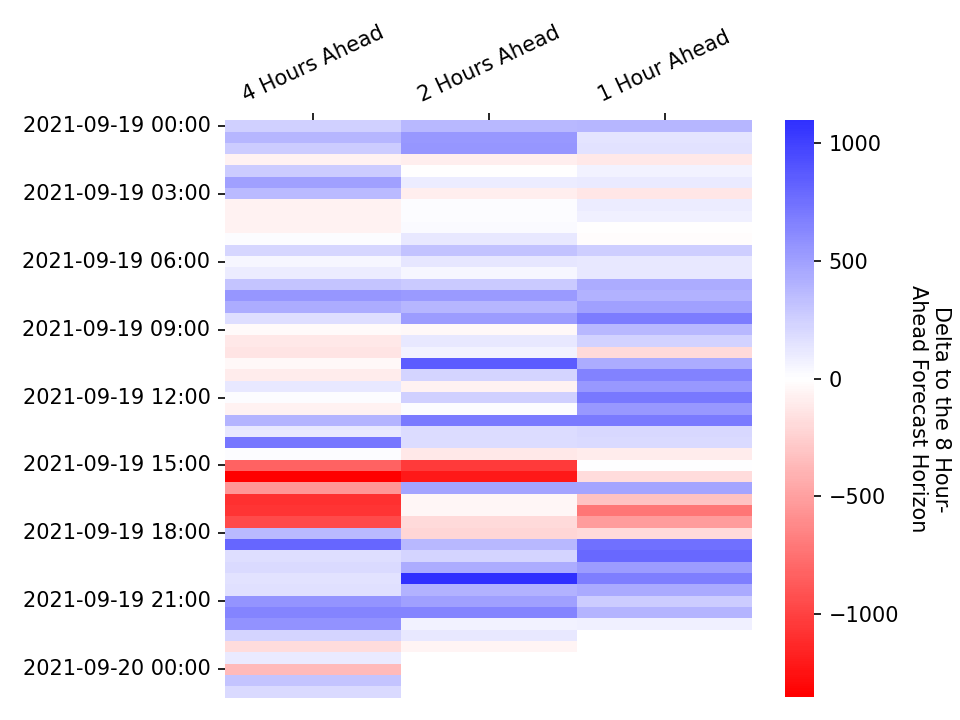 4 Hours Ahead
2 Hours Ahead
1 Hour Ahead
2021-09-19 00:00
2021-09-19 03:00
2021-09-19 06:00
2021-09-19 09:00
2021-09-19 12:00
2021-09-19 15:00
2021-09-19 18:00
2021-09-19 21:00
2021-09-20 00:00
1000
500
0
−500
−1000
Delta to the 8 Hour-
Ahead Forecast Horizon